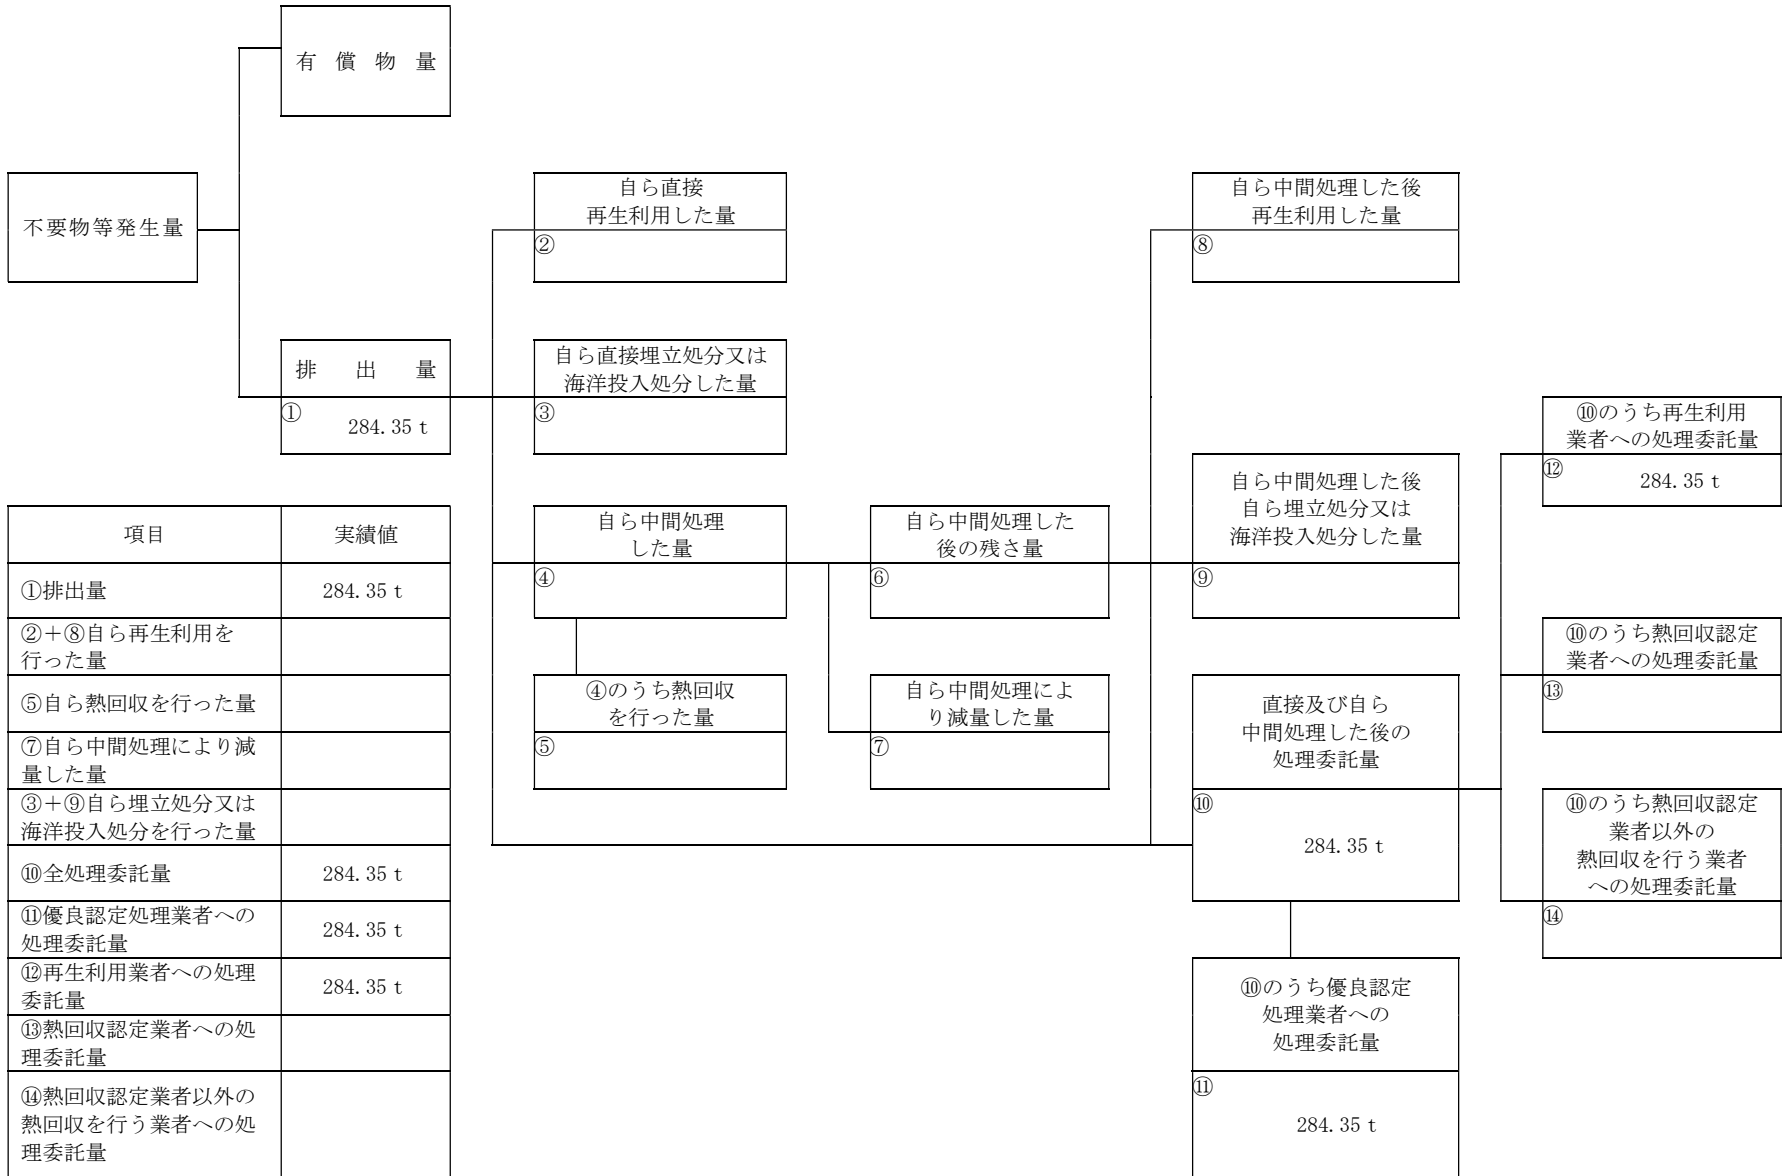 有償物量
不要物等発生量
自ら直接
再生利用した量
②
自ら中間処理した後
再生利用した量
⑧
排出量
①
284.35 t
自ら直接埋立処分又は
海洋投入処分した量
③
⑩のうち再生利用
業者への処理委託量
⑫
284.35 t
自ら中間処理した後
自ら埋立処分又は
海洋投入処分した量
⑨
自ら中間処理
した量
④
自ら中間処理した
後の残さ量
⑥
⑩のうち熱回収認定
業者への処理委託量
⑬
④のうち熱回収
を行った量
⑤
自ら中間処理によ
り減量した量
⑦
直接及び自ら
中間処理した後の
処理委託量
⑩
284.35 t
⑩のうち熱回収認定
業者以外の
熱回収を行う業者
への処理委託量
⑭
⑩のうち優良認定
処理業者への
処理委託量
⑪
284.35 t
項目 実績値
①排出量 284.35 t
②+⑧自ら再生利用を
行った量
⑤自ら熱回収を行った量
⑦自ら中間処理により減
量した量
③+⑨自ら埋立処分又は
海洋投入処分を行った量
⑩全処理委託量 284.35 t
⑪優良認定処理業者への
処理委託量 284.35 t
⑫再生利用業者への処理
委託量 284.35 t
⑬熱回収認定業者への処
理委託量
⑭熱回収認定業者以外の
熱回収を行う業者への処
理委託量